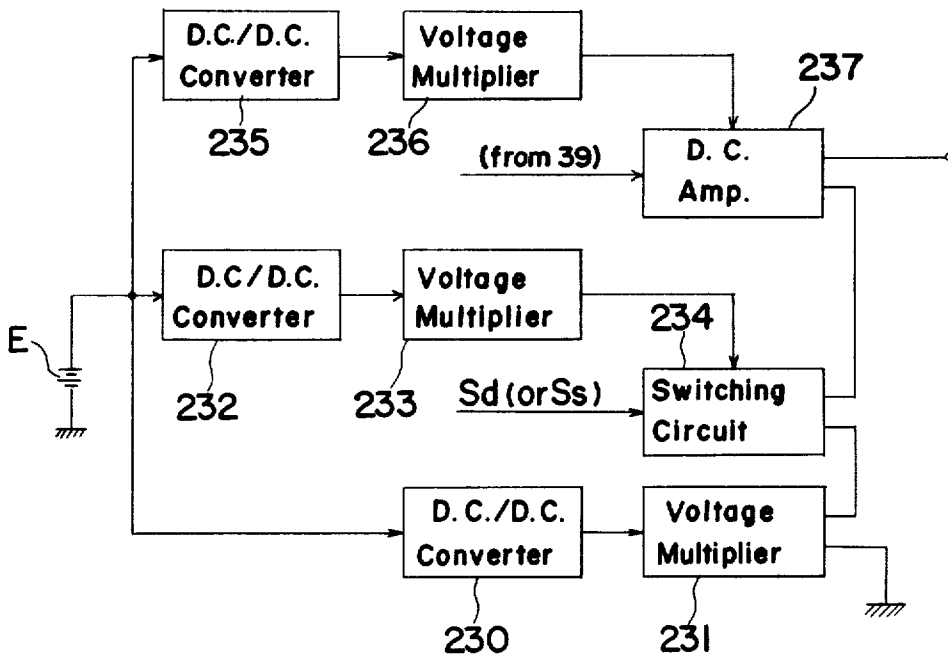 D.C./D.C.
Converter
235
Voltage
Multiplier
236
237
(from 39)
D. C.
Amp.
E
D.C/D.C.
Converter
232
Voltage
Multiplier
233
234
Sd (or Ss)
Switching
Circuit
D. C./D.C.
Converter
230
Voltage
Multiplier
231